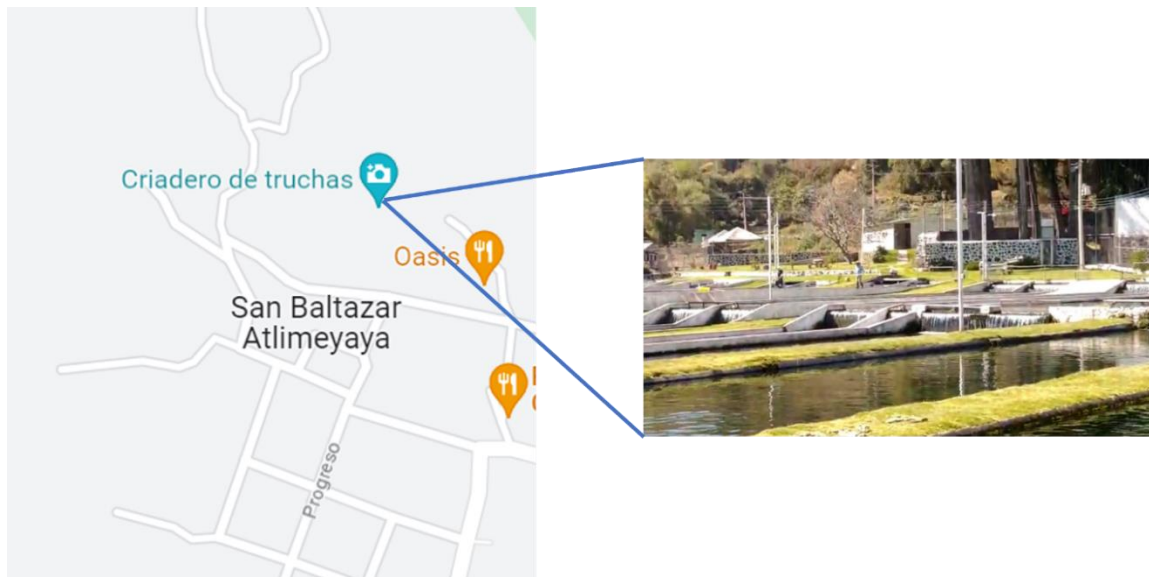 Criadero de truchas
Oasis
San Baltazar
Atlimeyaya
Progreso